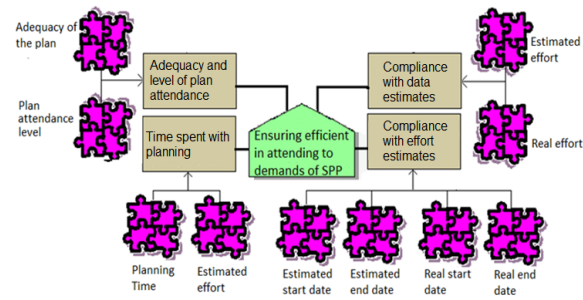 Adequacy of
the plan
Plan
attendance
level
Adequacy and
level of plan
attendance
Time spent with
planning
Ensuring efficient
in attending to
demands of SPP
Compliance
with data
estimates
Compliance
with effort
estimates
Estimated
effort
Real effort
Planning
Time
Estimated
effort
Estimated
start date
Estimated
end date
Real start
date
Real end
date